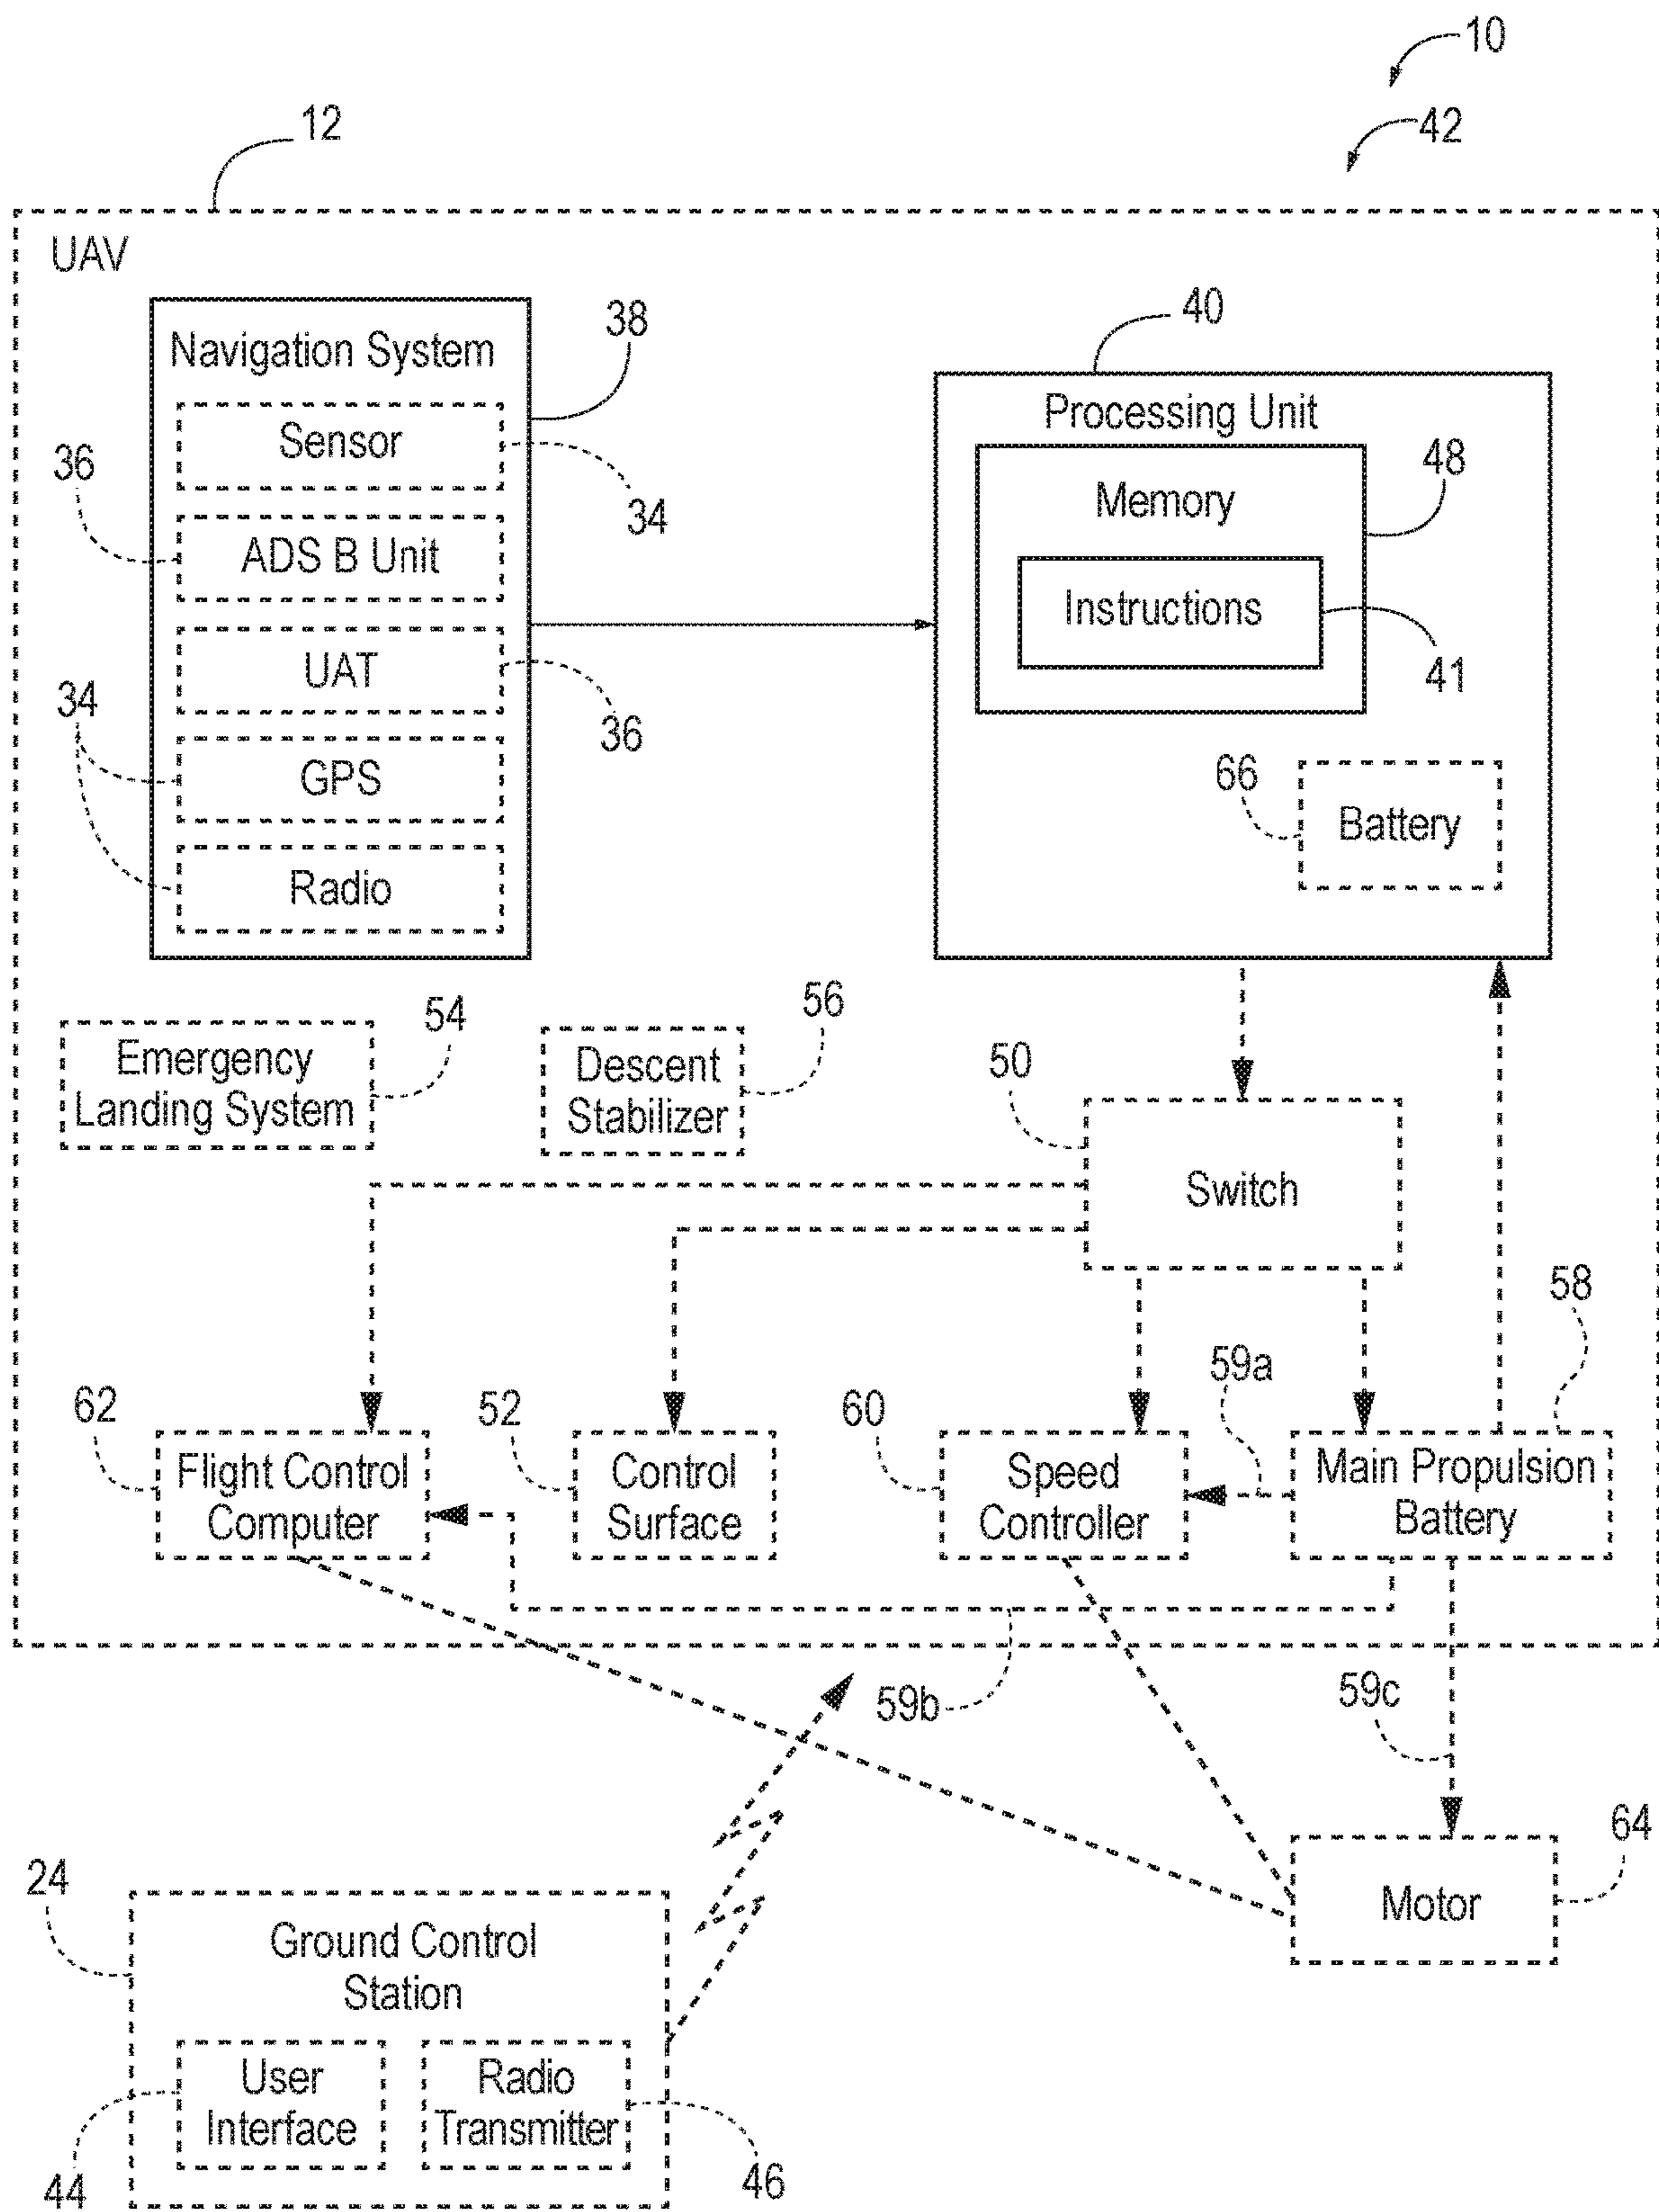 10
42
12
UAV
38
40
Navigation System
Processing Unit
Sensor
36
34
48
Memory
ADS B Unit
Instructions
41
UAT
34
36
GPS
66
Battery
Radio
54
56
Emergency
Landing System
Descent
Stabilizer
50
Switch
58
59a
62
52
60
Flight Control
Computer
Control
Surface
Speed
Controller
Main Propulsion
Battery
59b
59c
64
24
Motor
Ground Control
Station
User
Interface
Radio
Transmitter
44
46